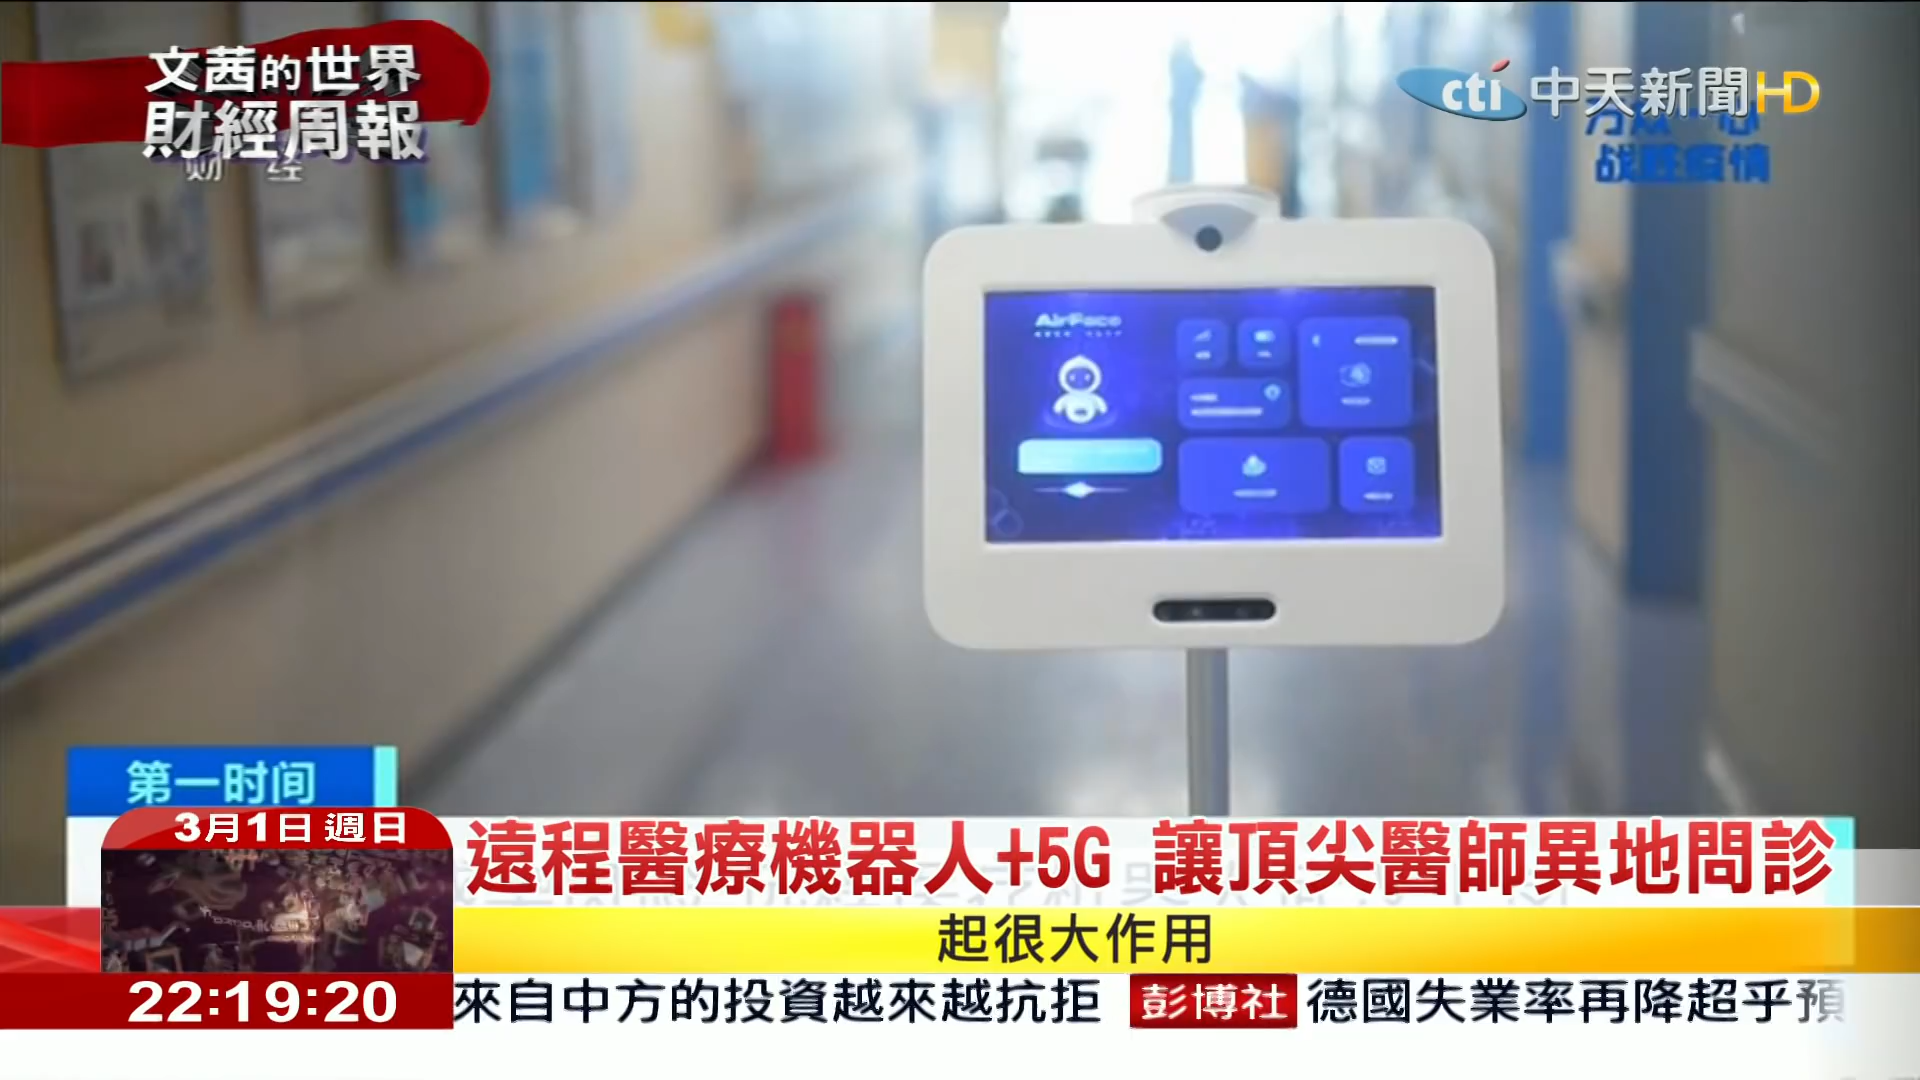 文茜的世界
財經周報
财经
cti 中天新聞HD
战胜疫情
AirFace
第一时间
3月1日 週日
遠程醫療機器人+5G 讓頂尖醫師異地問診
起很大作用
22:19:20
來自中方的投資越來越抗拒 彭博社 德國失業率再降超乎預